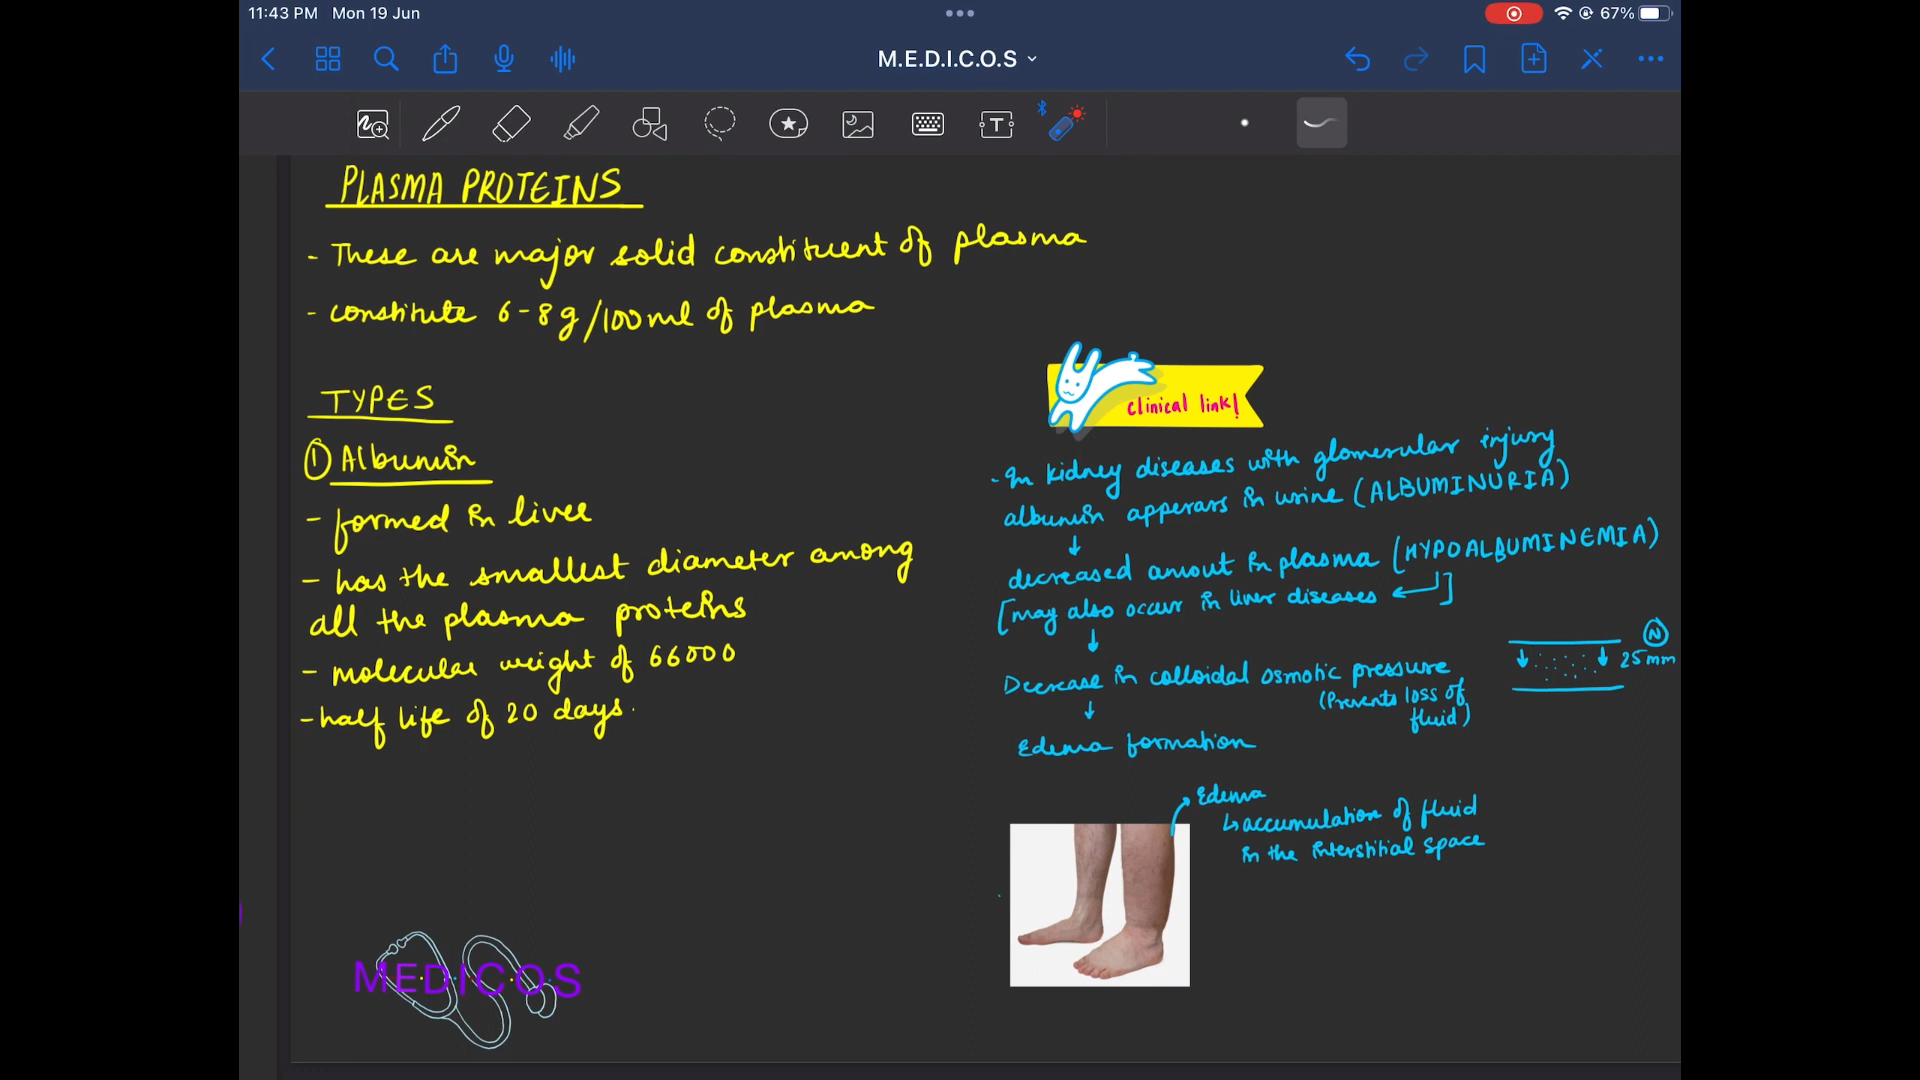 11:43 PM Mon 19 Jun
67%
M.E.D.I.C.O.S
T
PLASMA PROTEINS
- These are major solid constituent of plasma
- constitute 6-8g/100ml of plasma
TYPES
① Albumin
- formed in liver
- has the smallest diameter among
all the plasma proteins
- molecular weight of 66000
- half life of 20 days.
clinical link!
- In kidney diseases with glomerular injury
albumin apperars in urine (ALBUMINURIA)
↓
decreased amout in plasma (HYPOALBUMINEMIA)
[may also occur in liver diseases ←]
↓
Decrease in colloidal osmotic pressure
(Prevents loss of
fluid)
↓
Edema formation
N
25mm
Edema
↳ accumulation of fluid
in the interstitial space
MEDICOS